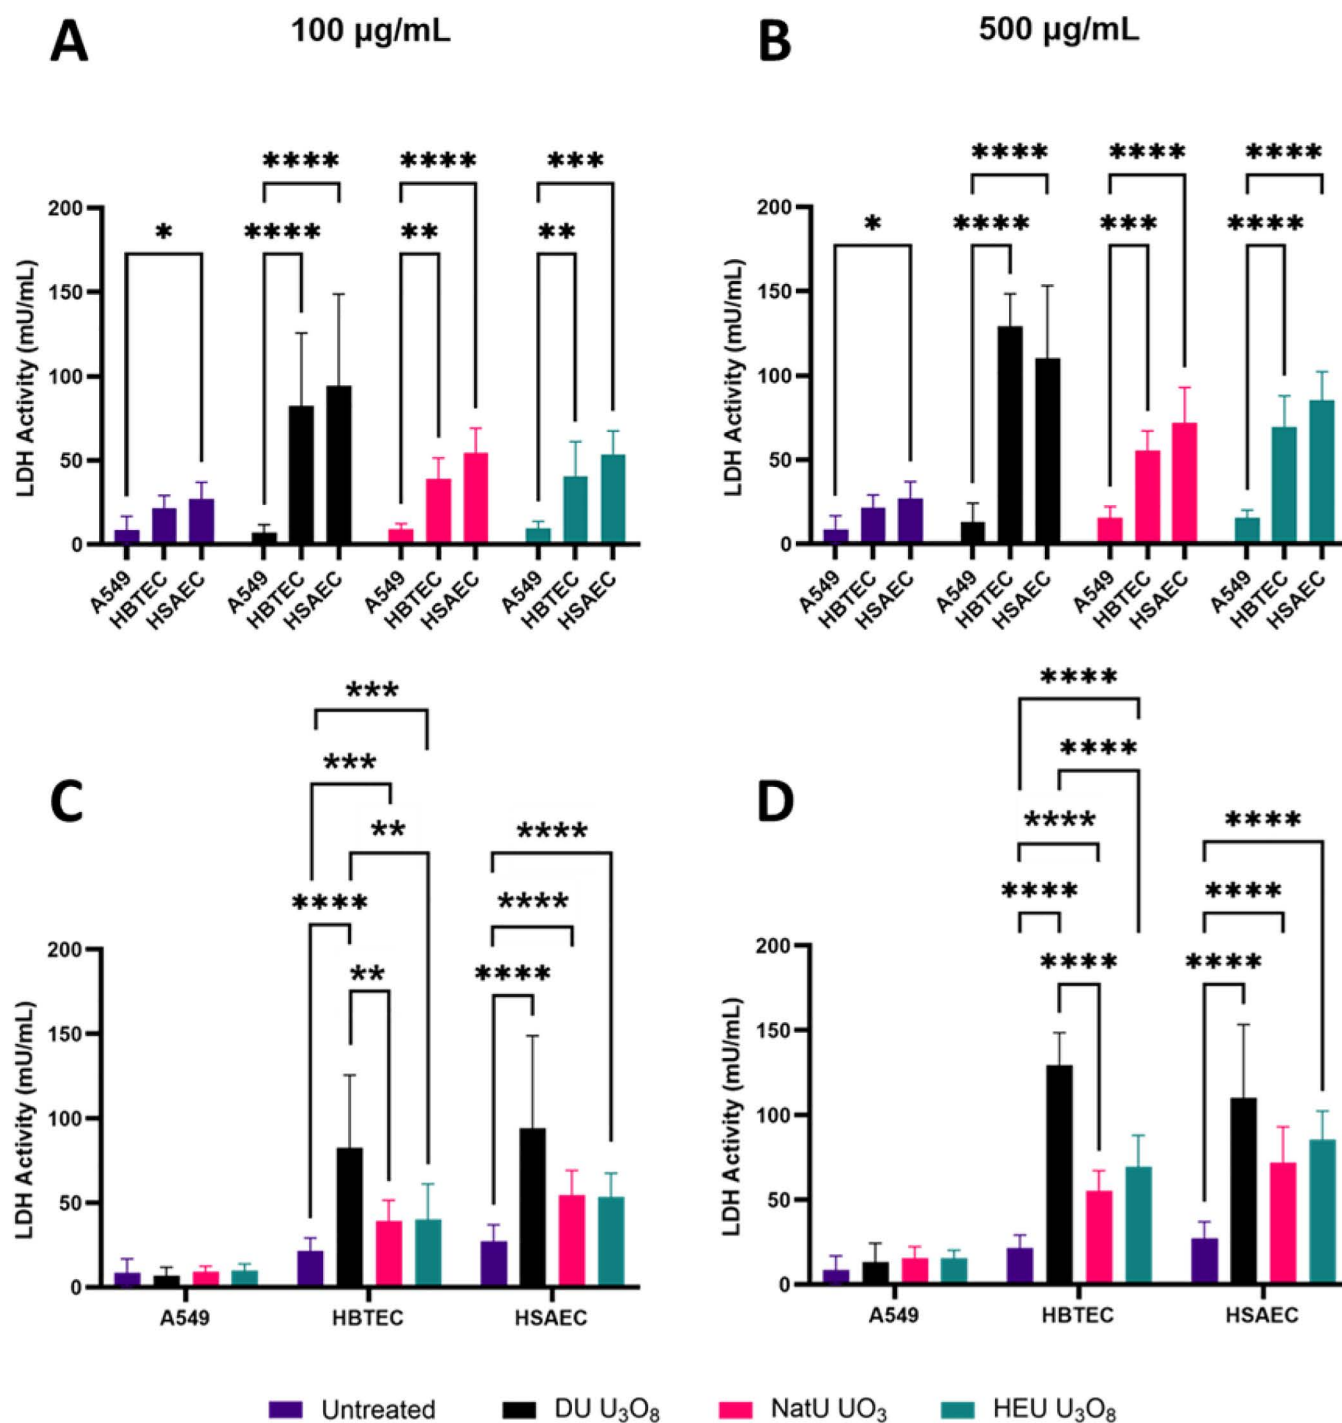 A
100 µg/mL
B
500 µg/mL
**** **** ***
* **** ** **
200
150
100
50
0
LDH Activity (mU/mL)
A549 HBTEC HSAEC A549 HBTEC HSAEC A549 HBTEC HSAEC A549 HBTEC HSAEC
**** **** ****
* **** *** ****
200
150
100
50
0
LDH Activity (mU/mL)
A549 HBTEC HSAEC A549 HBTEC HSAEC A549 HBTEC HSAEC A549 HBTEC HSAEC
C
***
***
** ****
**** ****
** ****
200
150
100
50
0
LDH Activity (mU/mL)
A549 HBTEC HSAEC
D
****
****
**** ****
**** ****
**** ****
200
150
100
50
0
LDH Activity (mU/mL)
A549 HBTEC HSAEC
Untreated DU U₃O₈ NatU UO₃ HEU U₃O₈